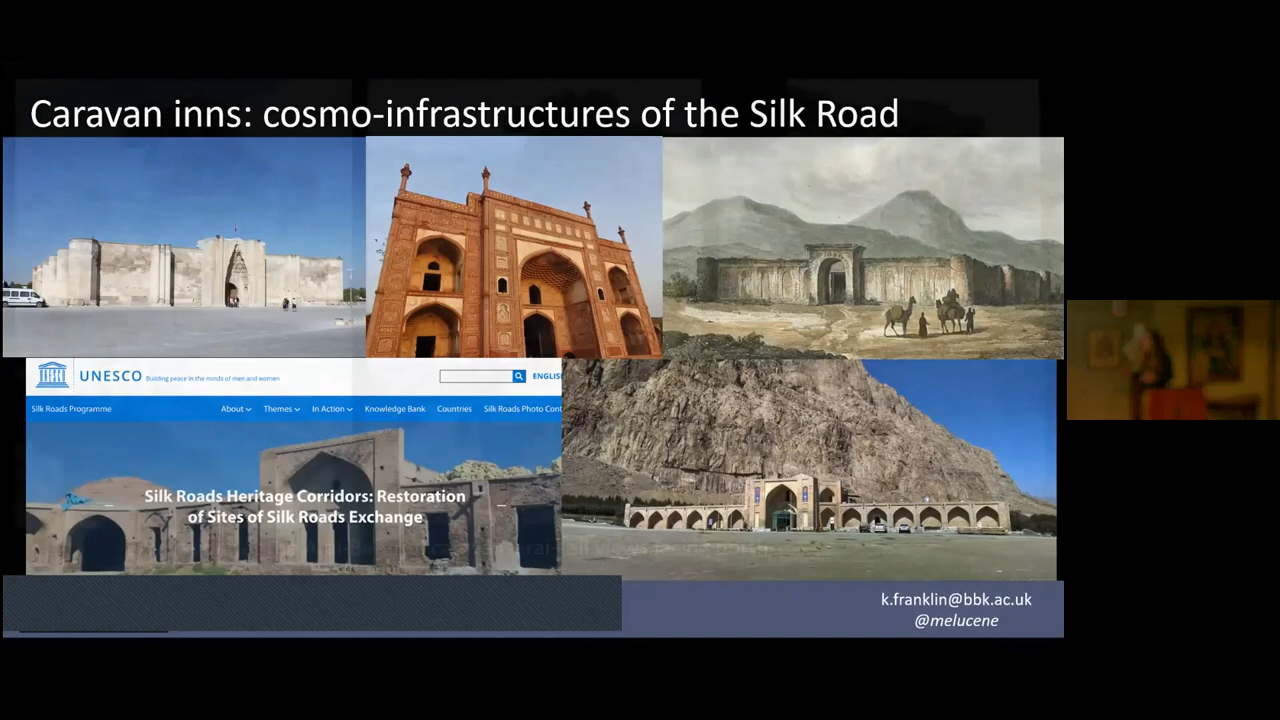 Caravan inns: cosmo-infrastructures of the Silk Road
UNESCO Building peace in the minds of men and women
ENGLIS
Silk Roads Programme About Themes In Action Knowledge Bank Countries Silk Roads Photo Cont
Silk Roads Heritage Corridors: Restoration
of Sites of Silk Roads Exchange
k.franklin@bbk.ac.uk
@melucene